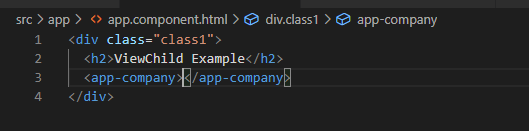 src > app > <> app.component.html > div.class1 > app-company
1 <div class="class1">
2 <h2>ViewChild Example</h2>
3 <app-company></app-company>
4 </div>